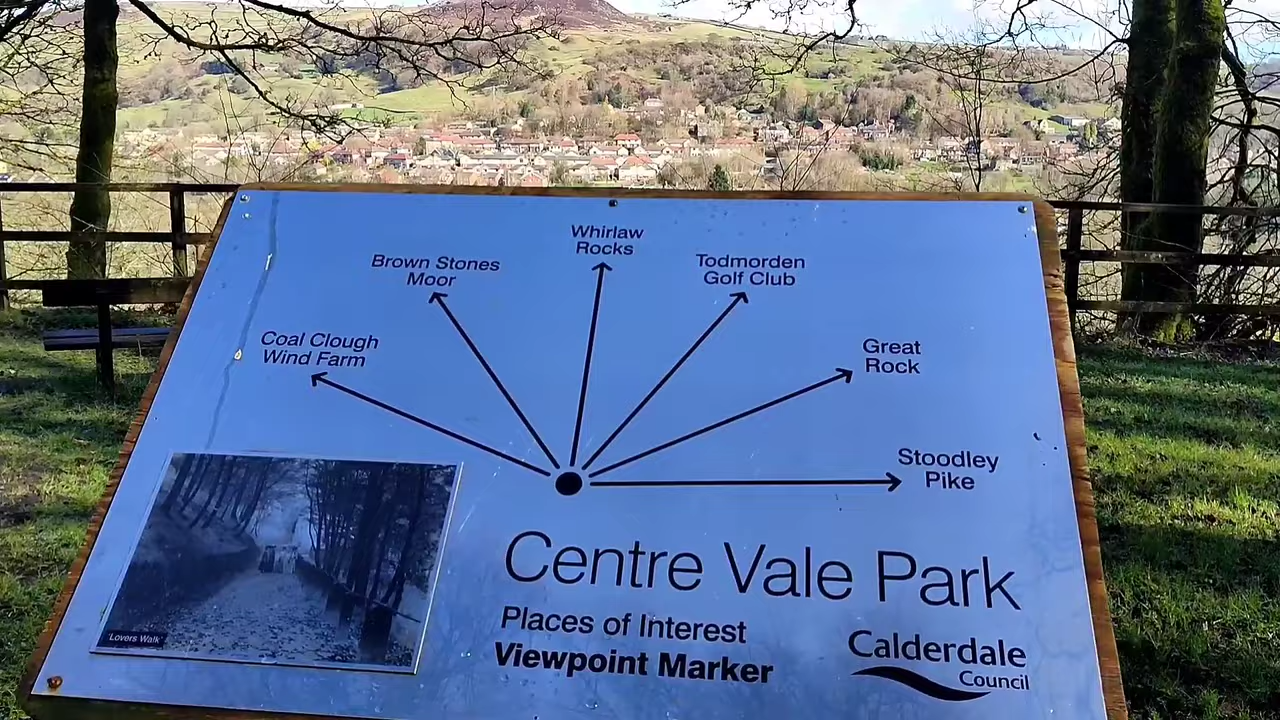 Whirlaw
Rocks
Brown Stones
Moor
Todmorden
Golf Club
Coal Clough
Wind Farm
Great
Rock
Stoodley
Pike
Centre Vale Park
Places of Interest
Viewpoint Marker
Calderdale
Council
'Lovers Walk'